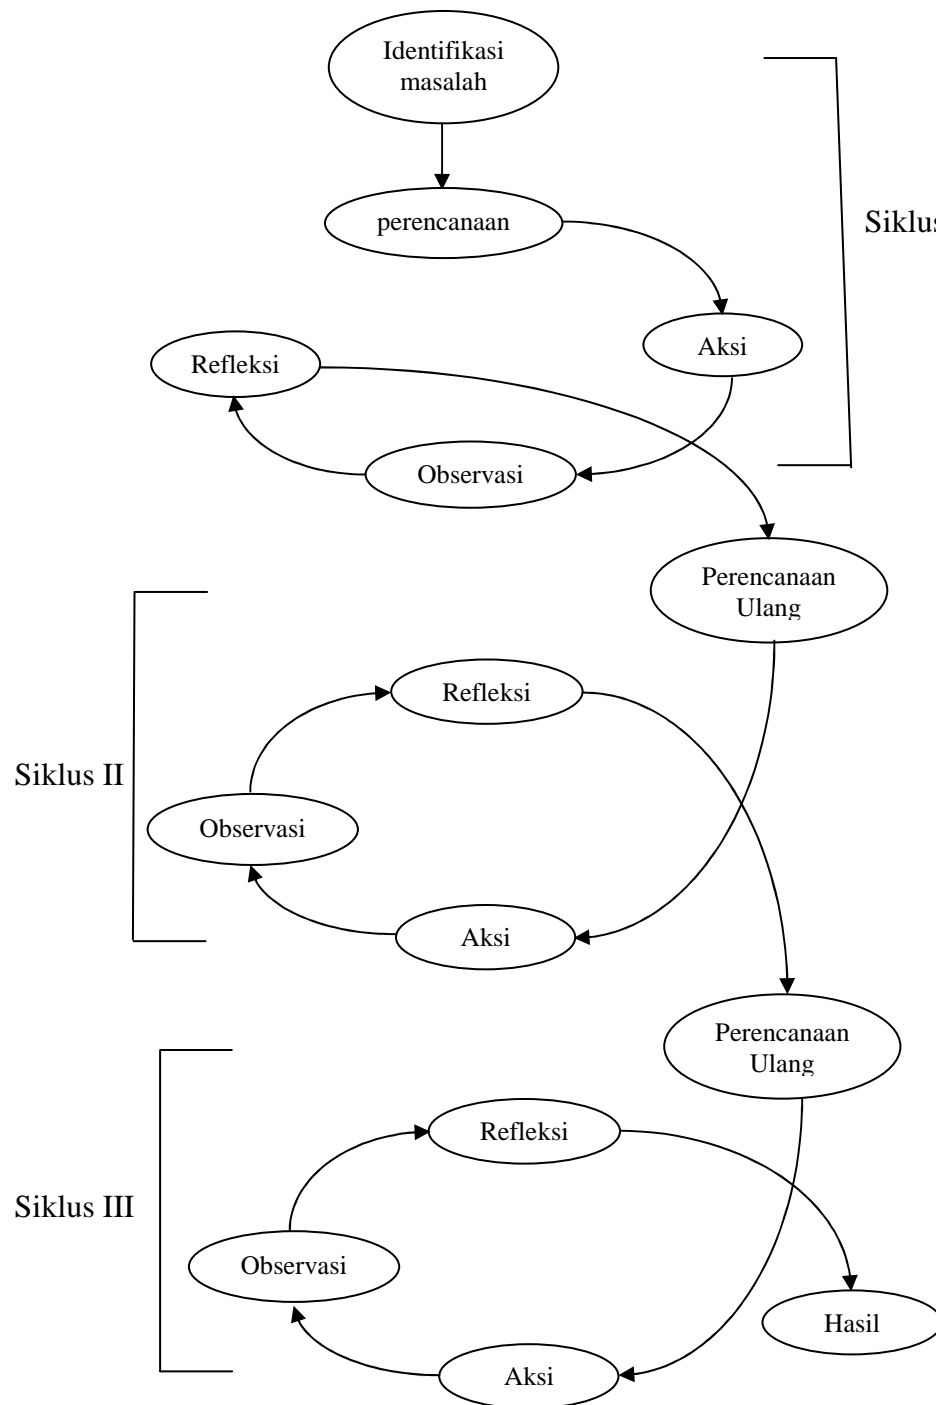 Identifikasi
masalah
perencanaan
Siklus
Aksi
Refleksi
Observasi
Perencanaan
Ulang
Refleksi
Siklus II
Observasi
Aksi
Perencanaan
Ulang
Refleksi
Siklus III
Observasi
Hasil
Aksi